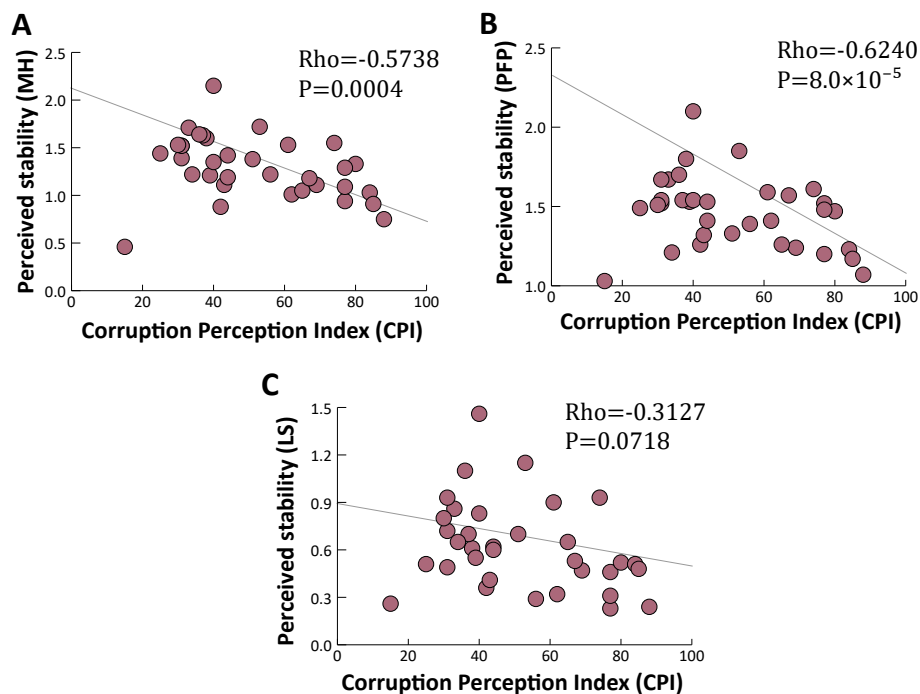 A
Perceived stability (MH)
2.5
2.0
1.5
1.0
0.5
0.0
0 20 40 60 80 100
Corruption Perception Index (CPI)
Rho=-0.5738
P=0.0004
B
Perceived stability (PFP)
2.5
2.0
1.5
1.0
0 20 40 60 80 100
Corruption Perception Index (CPI)
Rho=-0.6240
P=8.0×10⁻⁵
C
Perceived stability (LS)
1.5
1.2
0.9
0.6
0.3
0.0
0 20 40 60 80 100
Corruption Perception Index (CPI)
Rho=-0.3127
P=0.0718